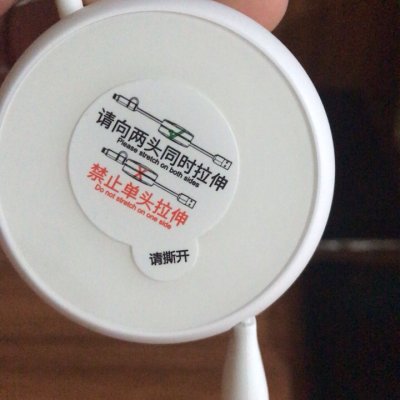 请向两头同时拉伸
Please stretch on both sides
禁止单头拉伸
Do not stretch on one side
请撕开